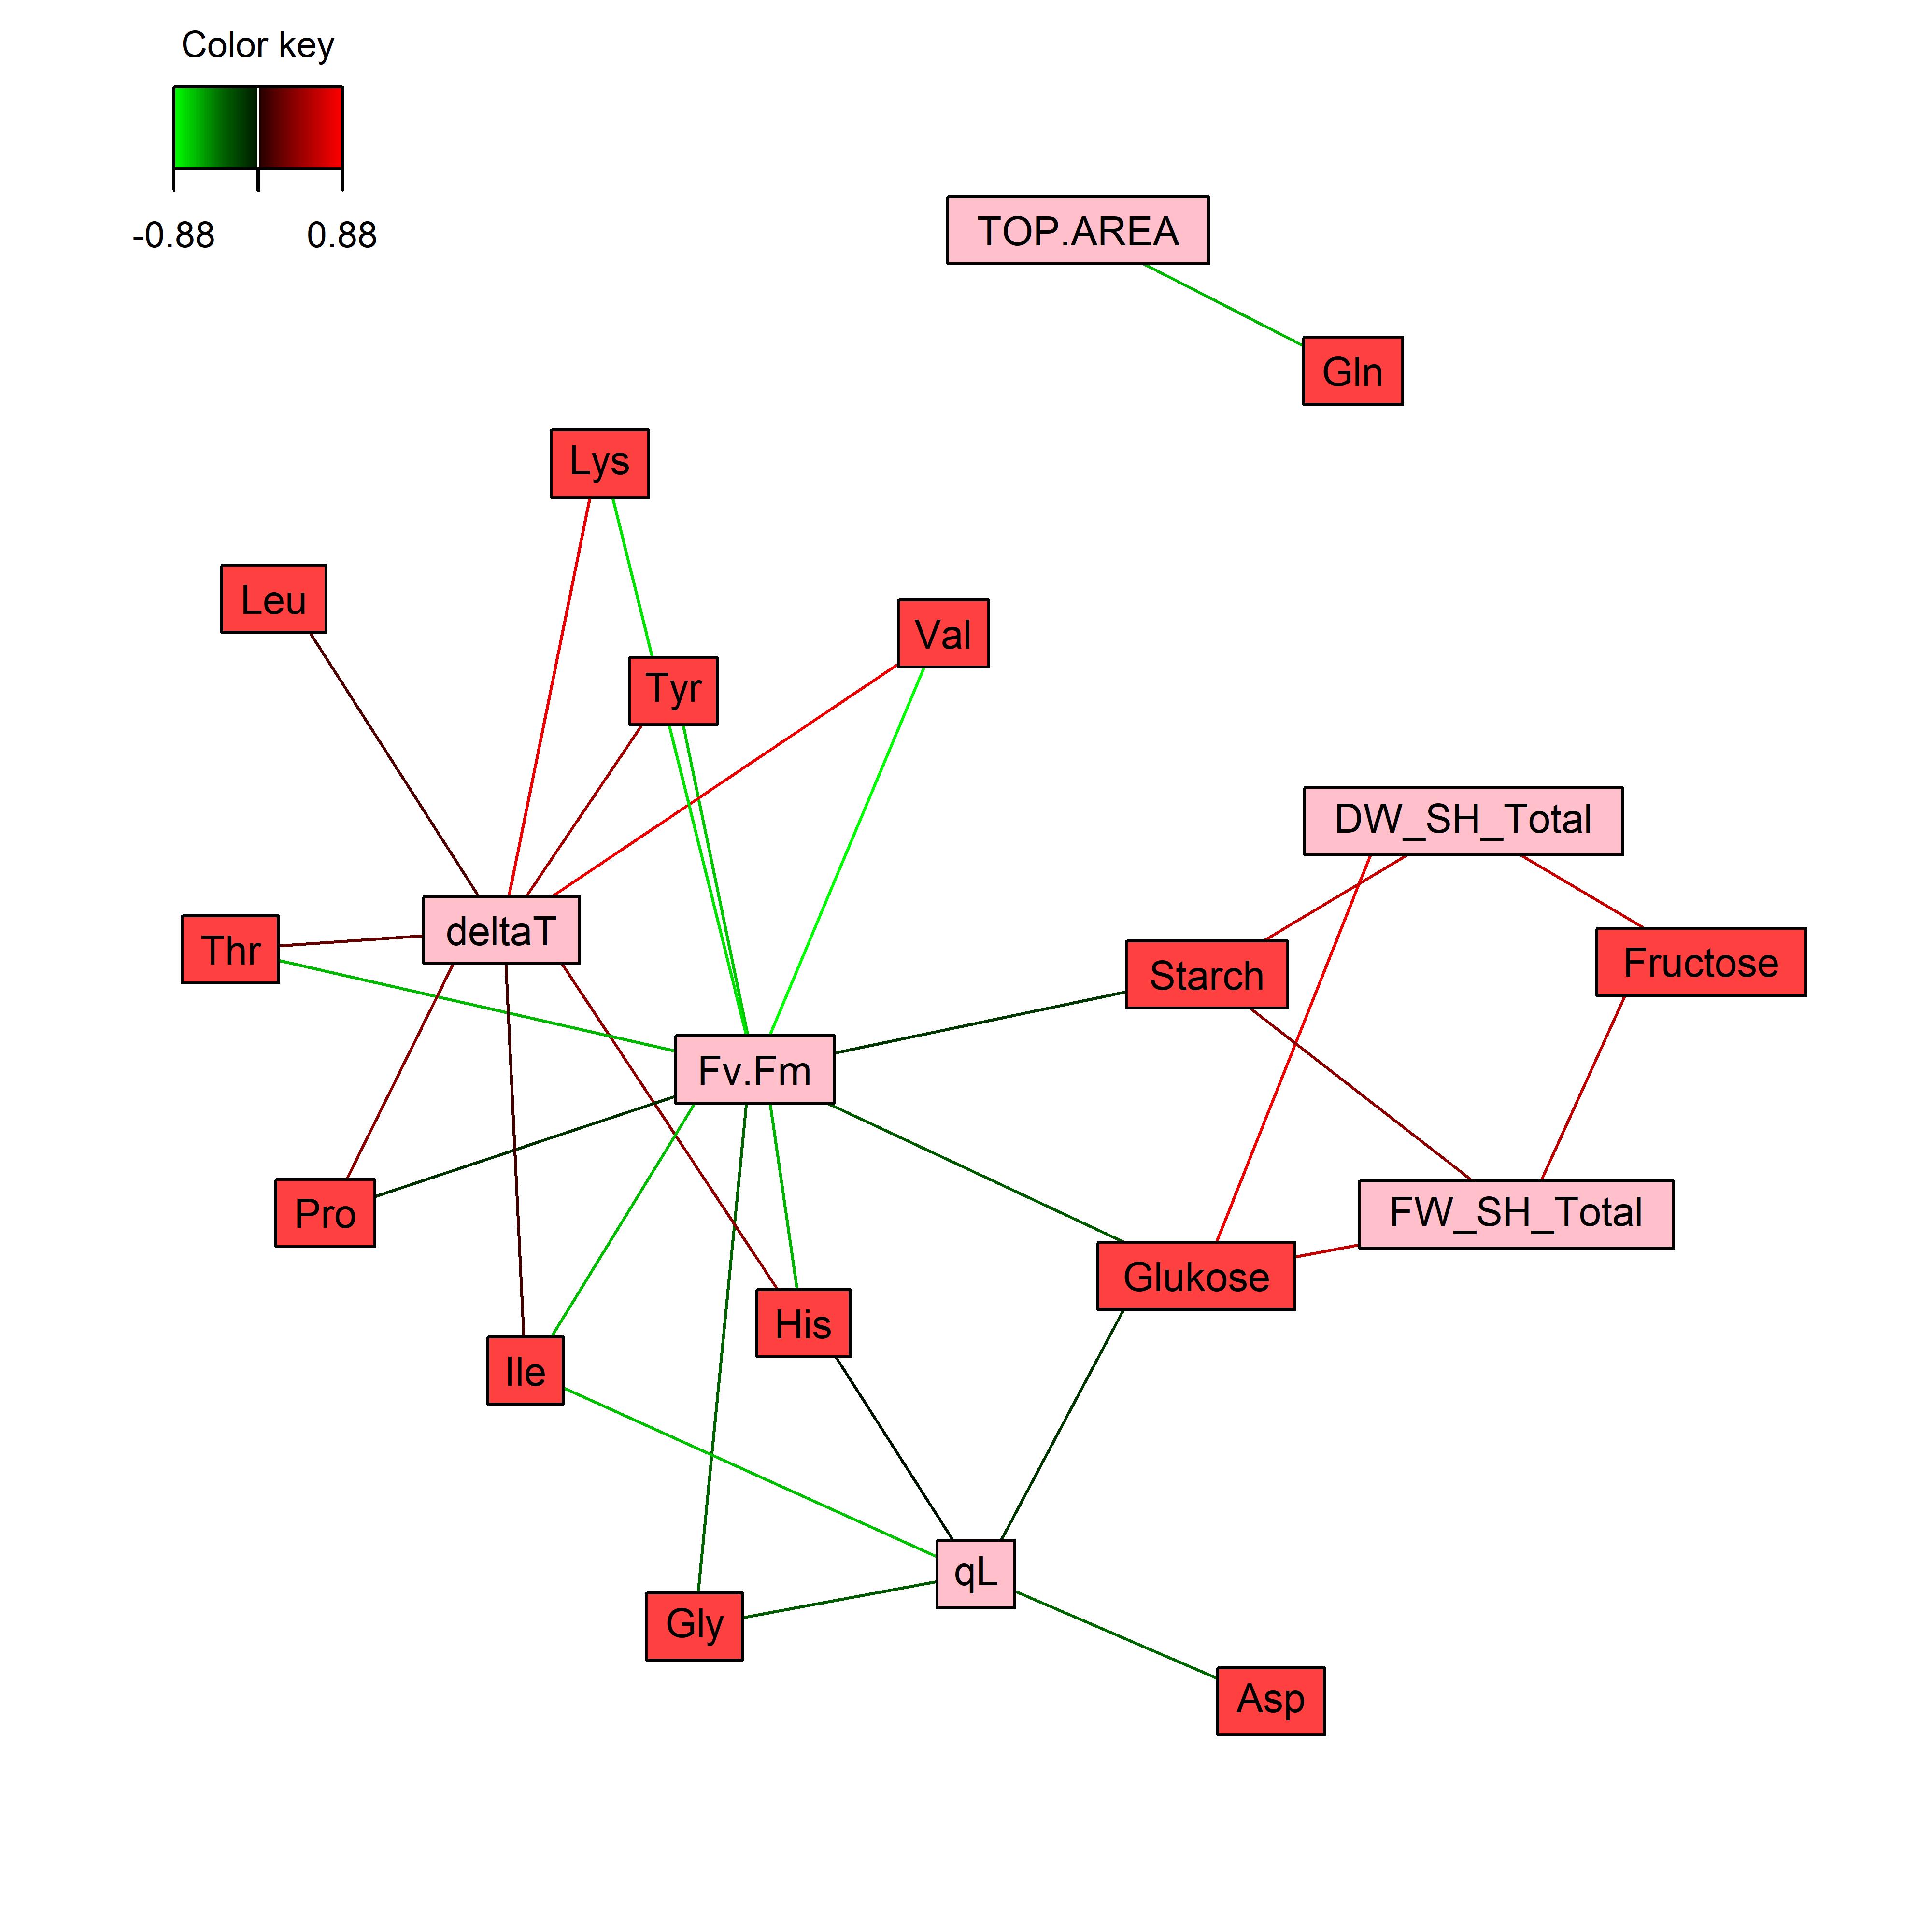 Color key
-0.88 0.88
TOP.AREA
Gln
Lys
Leu
Val
Tyr
DW_SH_Total
deltaT
Thr
Starch
Fructose
Fv.Fm
Pro
FW_SH_Total
Glukose
His
Ile
qL
Gly
Asp